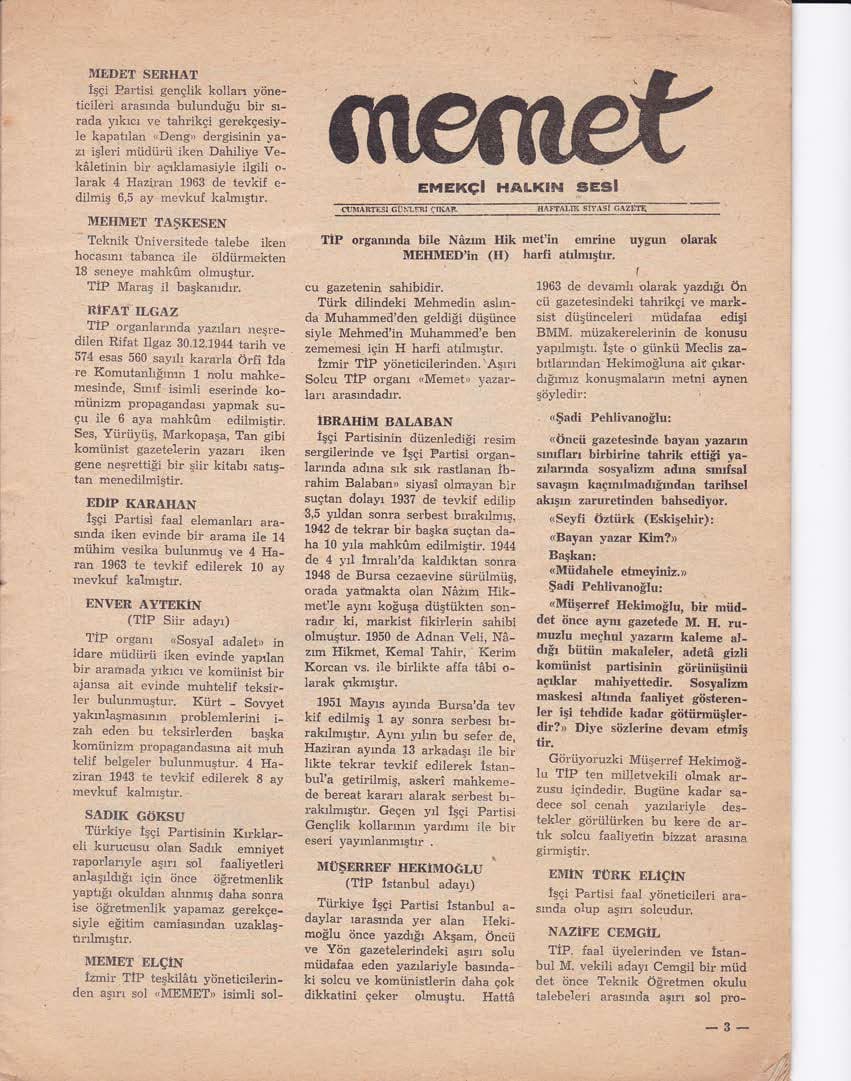 MEDET SERHAT
İşçi Partisi gençlik kolları yöne-
ticileri arasında bulunduğu bir sı-
rada yıkıcı ve tahrikçi gerekçesiy-
le kapatılan «Deng» dergisinin ya-
zı işleri müdürü iken Dahiliye Ve-
kâletinin bir açıklamasiyle ilgili o-
larak 4 Haziran 1963 de tevkif e-
dilmiş 6,5 ay mevkuf kalmıştır.
MEHMET TAŞKESEN
Teknik Üniversitede talebe iken
hocasını tabanca ile öldürmekten
18 seneye mahkûm olmuştur.
TİP Maraş il başkanıdır.
RİFAT ILGAZ
TİP organlarında yazıları neşre-
dilen Rifat Ilgaz 30.12.1944 tarih ve
574 esas 560 sayılı kararla Örfi İda
re Komutanlığının 1 nolu mahke-
mesinde, Sınıf isimli eserinde ko-
münizm propagandası yapmak su-
çu ile 6 aya mahkûm edilmiştir.
Ses, Yürüyüş, Markopaşa, Tan gibi
komünist gazetelerin yazarı iken
gene neşrettiği bir şiir kitabı satış-
tan menedilmiştir.
EDİP KARAHAN
İşçi Partisi faal elemanları ara-
sında iken evinde bir arama ile 14
mühim vesika bulunmuş ve 4 Ha-
ran 1963 te tevkif edilerek 10 ay
mevkuf kalmıştır.
ENVER AYTEKİN
(TİP Siir adayı)
TİP organı «Sosyal adalet» in
idare müdürü iken evinde yapılan
bir aramada yıkıcı ve komünist bir
ajansa ait evinde muhtelif teksir-
ler bulunmuştur. Kürt - Sovyet
yakınlaşmasının problemlerini i-
zah eden bu teksirlerden başka
komünizm propagandasına ait muh
telif belgeler bulunmuştur. 4 Ha-
ziran 1943 te tevkif edilerek 8 ay
mevkuf kalmıştır.
SADIK GÖKSU
Türkiye İşçi Partisinin Kırklar-
eli kurucusu olan Sadık emniyet
raporlarıyle aşırı sol faaliyetleri
anlaşıldığı için önce öğretmenlik
yaptığı okuldan alınmış daha sonra
ise öğretmenlik yapamaz gerekçe-
siyle eğitim camiasından uzaklaş-
tırılmıştır.
MEMET ELÇİN
İzmir TİP teşkilâtı yöneticilerin-
den aşırı sol «MEMET» isimli sol-
memet
EMEKÇİ HALKIN SESİ
CUMARTESİ GÜNLERİ ÇIKAR HAFTALIK SİYASİ GAZETE
TİP organında bile Nâzım Hik met'in emrine uygun olarak
MEHMED'in (H) harfi atılmıştır.
cu gazetenin sahibidir.
Türk dilindeki Mehmedin aslın-
da Muhammed'den geldiği düşünce
siyle Mehmed'in Muhammed'e ben
zememesi için H harfi atılmıştır.
İzmir TİP yöneticilerinden. Aşırı
Solcu TİP organı «Memet» yazar-
ları arasındadır.
İBRAHİM BALABAN
İşçi Partisinin düzenlediği resim
sergilerinde ve İşçi Partisi organ-
larında adına sık sık rastlanan İb-
rahim Balaban» siyasî olmayan bir
suçtan dolayı 1937 de tevkif edilip
3,5 yıldan sonra serbest bırakılmış,
1942 de tekrar bir başka suçtan da-
ha 10 yıla mahkûm edilmiştir. 1944
de 4 yıl İmralı'da kaldıktan sonra
1948 de Bursa cezaevine sürülmüş,
orada yatmakta olan Nâzım Hik-
met'le aynı koğuşa düştükten son-
radır ki, markist fikirlerin sahibi
olmuştur. 1950 de Adnan Veli, Nâ-
zım Hikmet, Kemal Tahir, Kerim
Korcan vs. ile birlikte affa tâbi o-
larak çıkmıştır.
1951 Mayıs ayında Bursa'da tev
kif edilmiş 1 ay sonra serbest bı-
rakılmıştır. Aynı yılın bu sefer de,
Haziran ayında 13 arkadaşı ile bir
likte tekrar tevkif edilerek İstan-
bul'a getirilmiş, askerî mahkeme-
de bereat kararı alarak serbest bı-
rakılmıştır. Geçen yıl İşçi Partisi
Gençlik kollarının yardımı ile bir
eseri yayınlanmıştır .
MÜŞERREF HEKİMOĞLU
(TİP İstanbul adayı)
Türkiye İşçi Partisi İstanbul a-
daylar ıarasında yer alan Heki-
moğlu önce yazdığı Akşam, Öncü
ve Yön gazetelerindeki aşırı solu
müdafaa eden yazılariyle basında-
ki solcu ve komünistlerin daha çok
dikkatini çeker olmuştu. Hattâ
1963 de devamlı olarak yazdığı Ön
cü gazetesindeki tahrikçi ve mark-
sist düşünceleri müdafaa edişi
BMM. müzakerelerinin de konusu
yapılmıştı. İşte o günkü Meclis za-
bıtlarından Hekimoğluna ait çıkar-
dığımız konuşmaların metni aynen
şöyledir:
«Şadi Pehlivanoğlu:
«Öncü gazetesinde bayan yazarın
sınıfları birbirine tahrik ettiği ya-
zılarında sosyalizm adına sınıfsal
savaşın kaçınılmadığından tarihsel
akışın zaruretinden bahsediyor.
«Seyfi Öztürk (Eskişehir):
«Bayan yazar Kim?»
Başkan:
«Müdahele etmeyiniz.»
Şadi Pehlivanoğlu:
«Müşerref Hekimoğlu, bir müd-
det önce aynı gazetede M. H. ru-
muzlu meçhul yazarın kaleme al-
dığı bütün makaleler, adetâ gizli
komünist partisinin görünüşünü
açıklar mahiyettedir. Sosyalizm
maskesi altında faaliyet gösteren-
ler işi tehdide kadar götürmüşler-
dir?» Diye sözlerine devam etmiş
tir.
Görüyoruzki Müşerref Hekimoğ-
lu TİP ten milletvekili olmak ar-
zusu içindedir. Bugüne kadar sa-
dece sol cenah yazılariyle des-
tekler görülürken bu kere de ar-
tık solcu faaliyetin bizzat arasına
girmiştir.
EMİN TÜRK ELİÇİN
İşçi Partisi faal yöneticileri ara-
sında olup aşırı solcudur.
NAZİFE CEMGİL
TİP. faal üyelerinden ve İstan-
bul M. vekili adayı Cemgil bir müd
det önce Teknik Öğretmen okulu
talebeleri arasında aşırı sol pro-
— 3 —